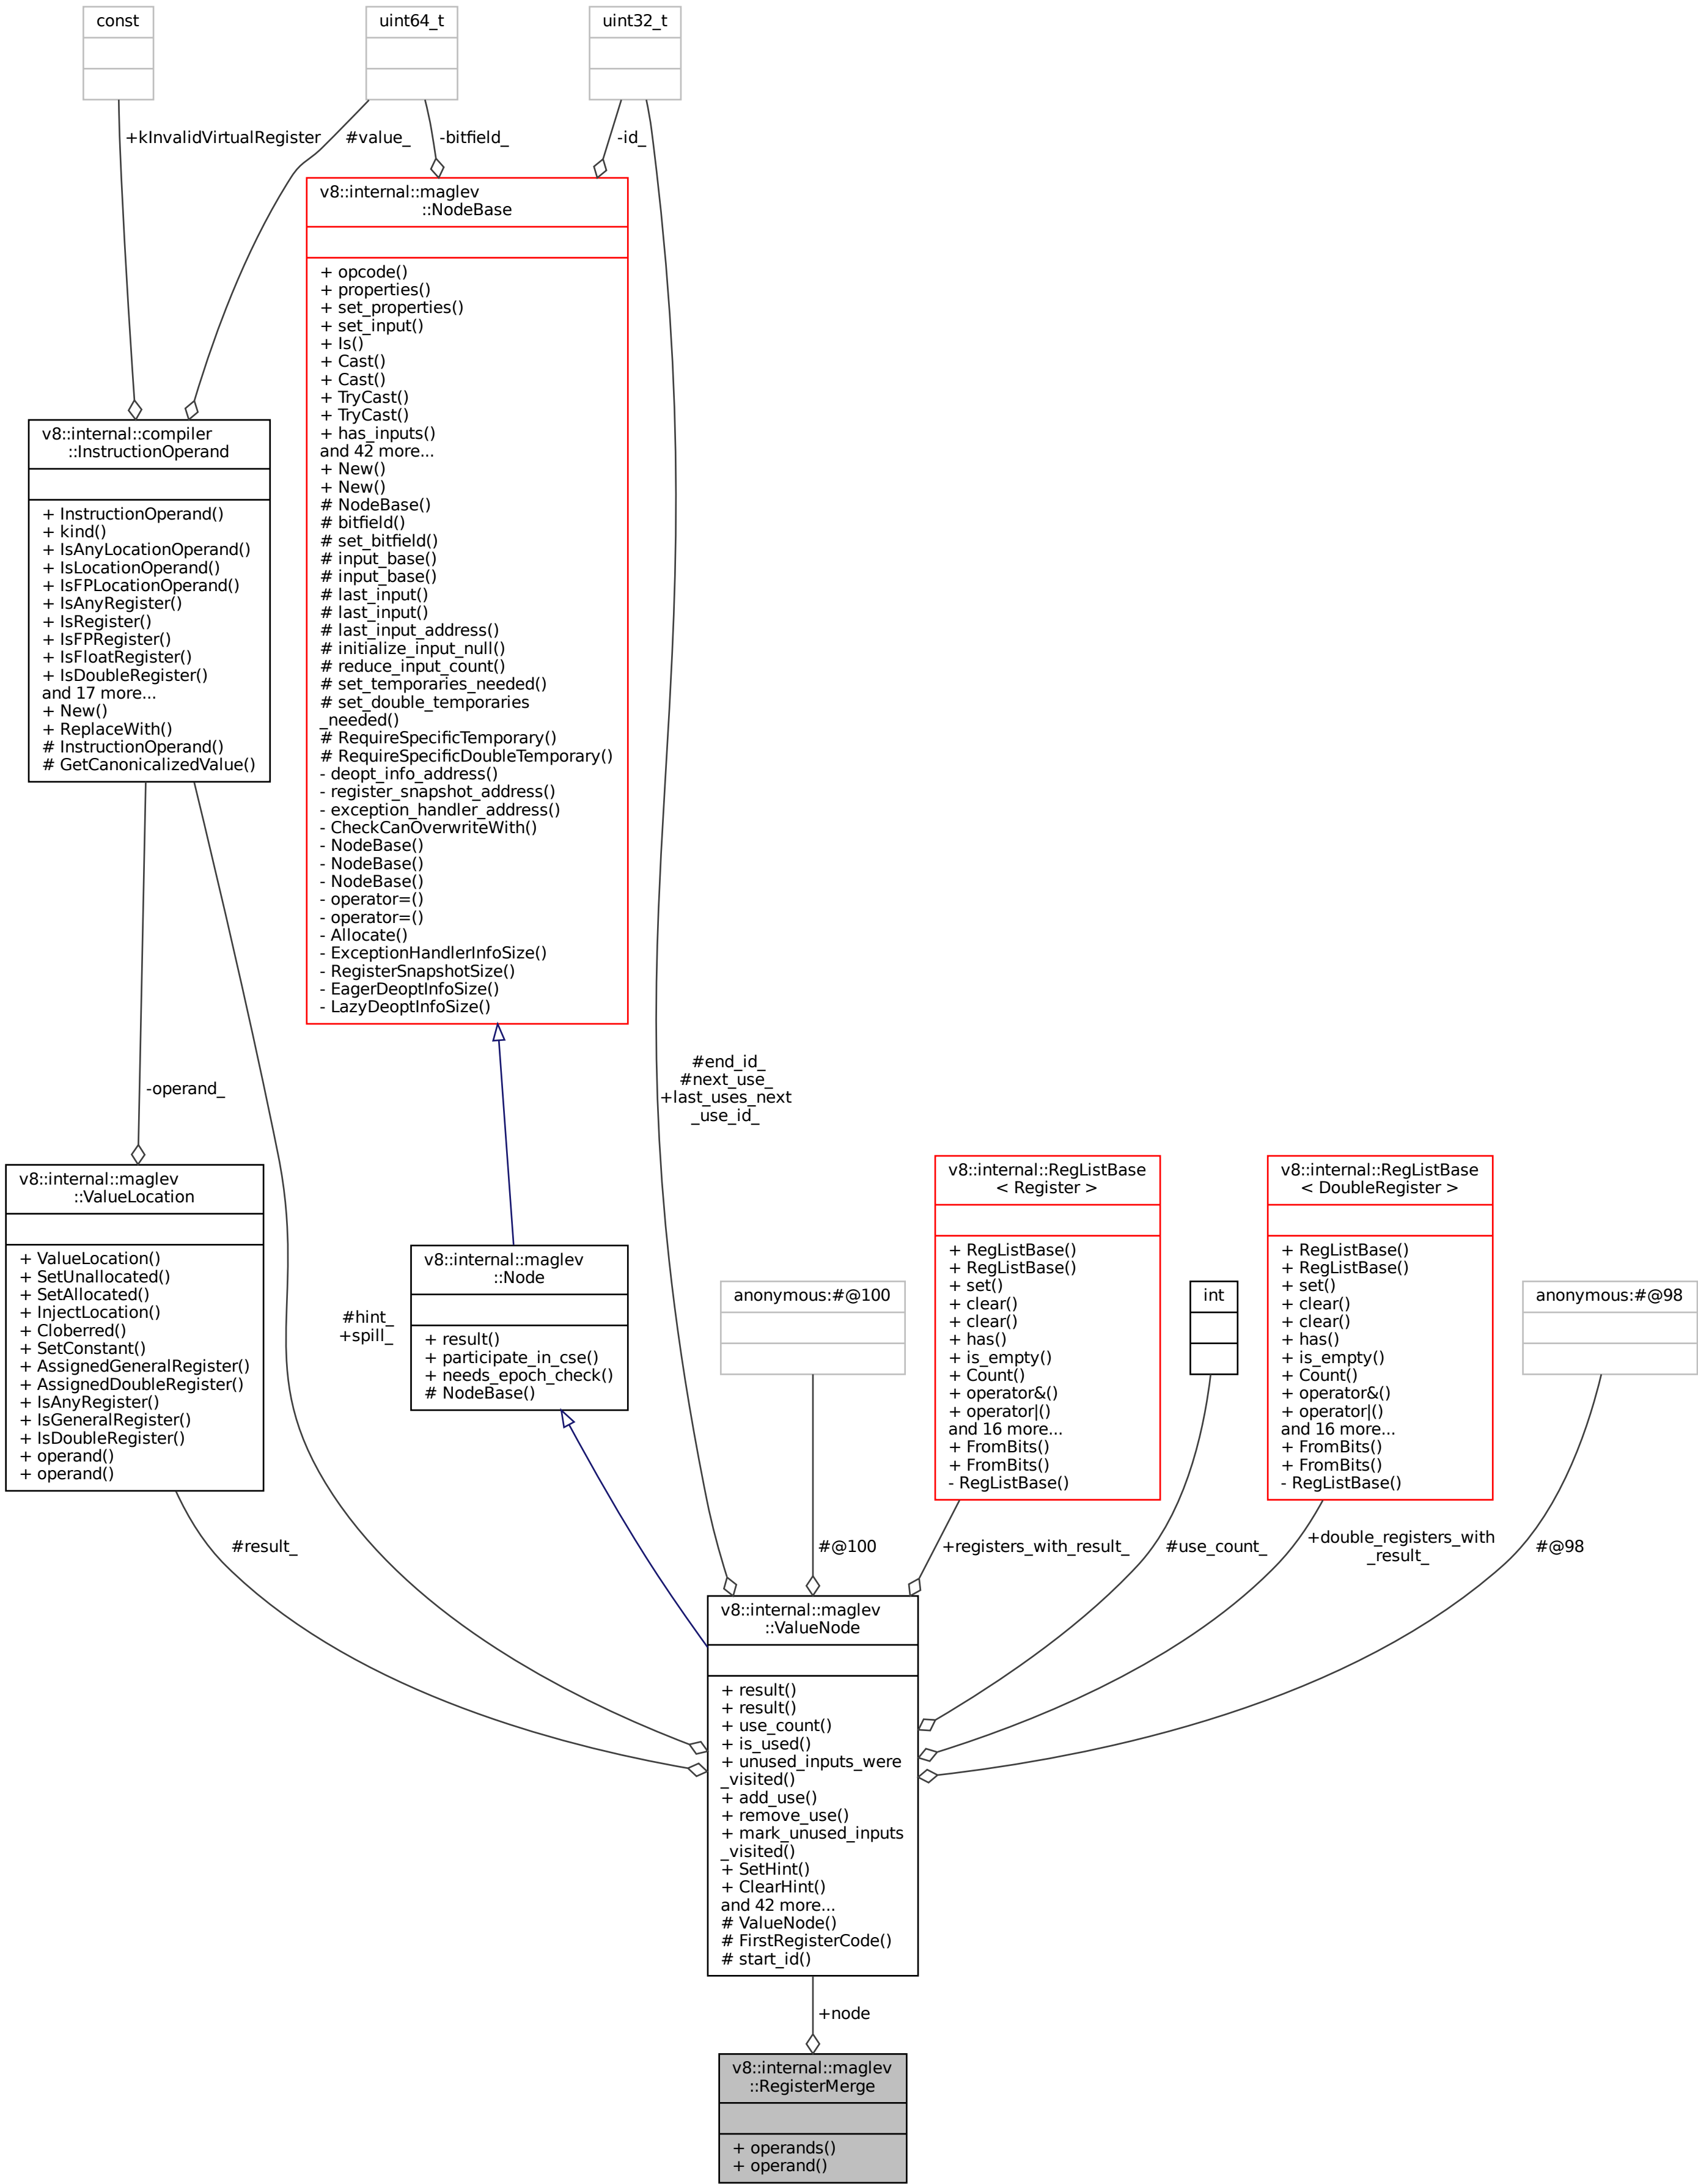 const
uint64_t
uint32_t
+kInvalidVirtualRegister
#value_
-bitfield_
-id_
v8::internal::maglev
::NodeBase
+ opcode()
+ properties()
+ set_properties()
+ set_input()
+ Is()
+ Cast()
+ Cast()
+ TryCast()
+ TryCast()
+ has_inputs()
and 42 more...
+ New()
+ New()
# NodeBase()
# bitfield()
# set_bitfield()
# input_base()
# input_base()
# last_input()
# last_input()
# last_input_address()
# initialize_input_null()
# reduce_input_count()
# set_temporaries_needed()
# set_double_temporaries
_needed()
# RequireSpecificTemporary()
# RequireSpecificDoubleTemporary()
- deopt_info_address()
- register_snapshot_address()
- exception_handler_address()
- CheckCanOverwriteWith()
- NodeBase()
- NodeBase()
- NodeBase()
- operator=()
- operator=()
- Allocate()
- ExceptionHandlerInfoSize()
- RegisterSnapshotSize()
- EagerDeoptInfoSize()
- LazyDeoptInfoSize()
v8::internal::compiler
::InstructionOperand
+ InstructionOperand()
+ kind()
+ IsAnyLocationOperand()
+ IsLocationOperand()
+ IsFPLocationOperand()
+ IsAnyRegister()
+ IsRegister()
+ IsFPRegister()
+ IsFloatRegister()
+ IsDoubleRegister()
and 17 more...
+ New()
+ ReplaceWith()
# InstructionOperand()
# GetCanonicalizedValue()
-operand_
#end_id_
#next_use_
+last_uses_next
_use_id_
v8::internal::maglev
::ValueLocation
+ ValueLocation()
+ SetUnallocated()
+ SetAllocated()
+ InjectLocation()
+ Cloberred()
+ SetConstant()
+ AssignedGeneralRegister()
+ AssignedDoubleRegister()
+ IsAnyRegister()
+ IsGeneralRegister()
+ IsDoubleRegister()
+ operand()
+ operand()
#hint_
+spill_
v8::internal::maglev
::Node
+ result()
+ participate_in_cse()
+ needs_epoch_check()
# NodeBase()
anonymous:#@100
v8::internal::RegListBase
< Register >
+ RegListBase()
+ RegListBase()
+ set()
+ clear()
+ clear()
+ has()
+ is_empty()
+ Count()
+ operator&()
+ operator|()
and 16 more...
+ FromBits()
+ FromBits()
- RegListBase()
int
v8::internal::RegListBase
< DoubleRegister >
+ RegListBase()
+ RegListBase()
+ set()
+ clear()
+ clear()
+ has()
+ is_empty()
+ Count()
+ operator&()
+ operator|()
and 16 more...
+ FromBits()
+ FromBits()
- RegListBase()
anonymous:#@98
#result_
#@100
+registers_with_result_
#use_count_
+double_registers_with
_result_
#@98
v8::internal::maglev
::ValueNode
+ result()
+ result()
+ use_count()
+ is_used()
+ unused_inputs_were
_visited()
+ add_use()
+ remove_use()
+ mark_unused_inputs
_visited()
+ SetHint()
+ ClearHint()
and 42 more...
# ValueNode()
# FirstRegisterCode()
# start_id()
+node
v8::internal::maglev
::RegisterMerge
+ operands()
+ operand()